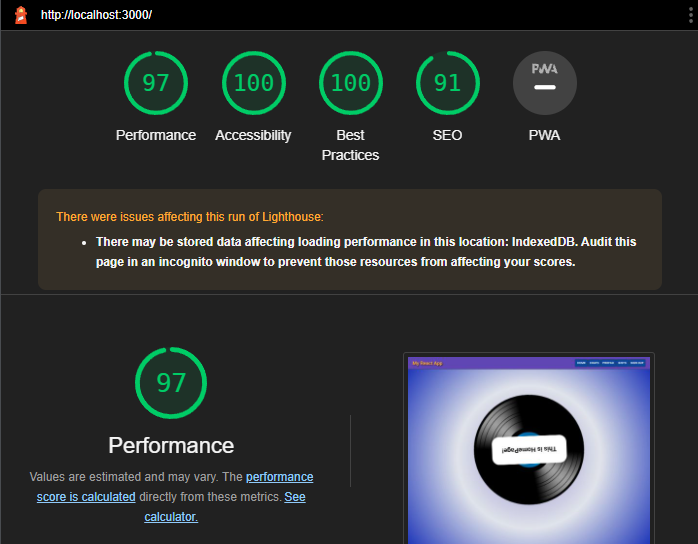 http://localhost:3000/
97 100 100 91 PWA
Performance Accessibility Best SEO PWA
Practices
There were issues affecting this run of Lighthouse:
There may be stored data affecting loading performance in this location: IndexedDB. Audit this
page in an incognito window to prevent those resources from affecting your scores.
97
Performance
Values are estimated and may vary. The performance
score is calculated directly from these metrics. See
calculator.
My React App
This is HomePage!